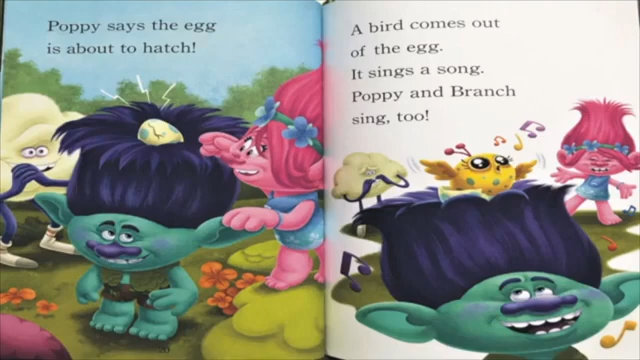 Poppy says the egg
is about to hatch!
A bird comes out
of the egg.
It sings a song.
Poppy and Branch
sing, too!